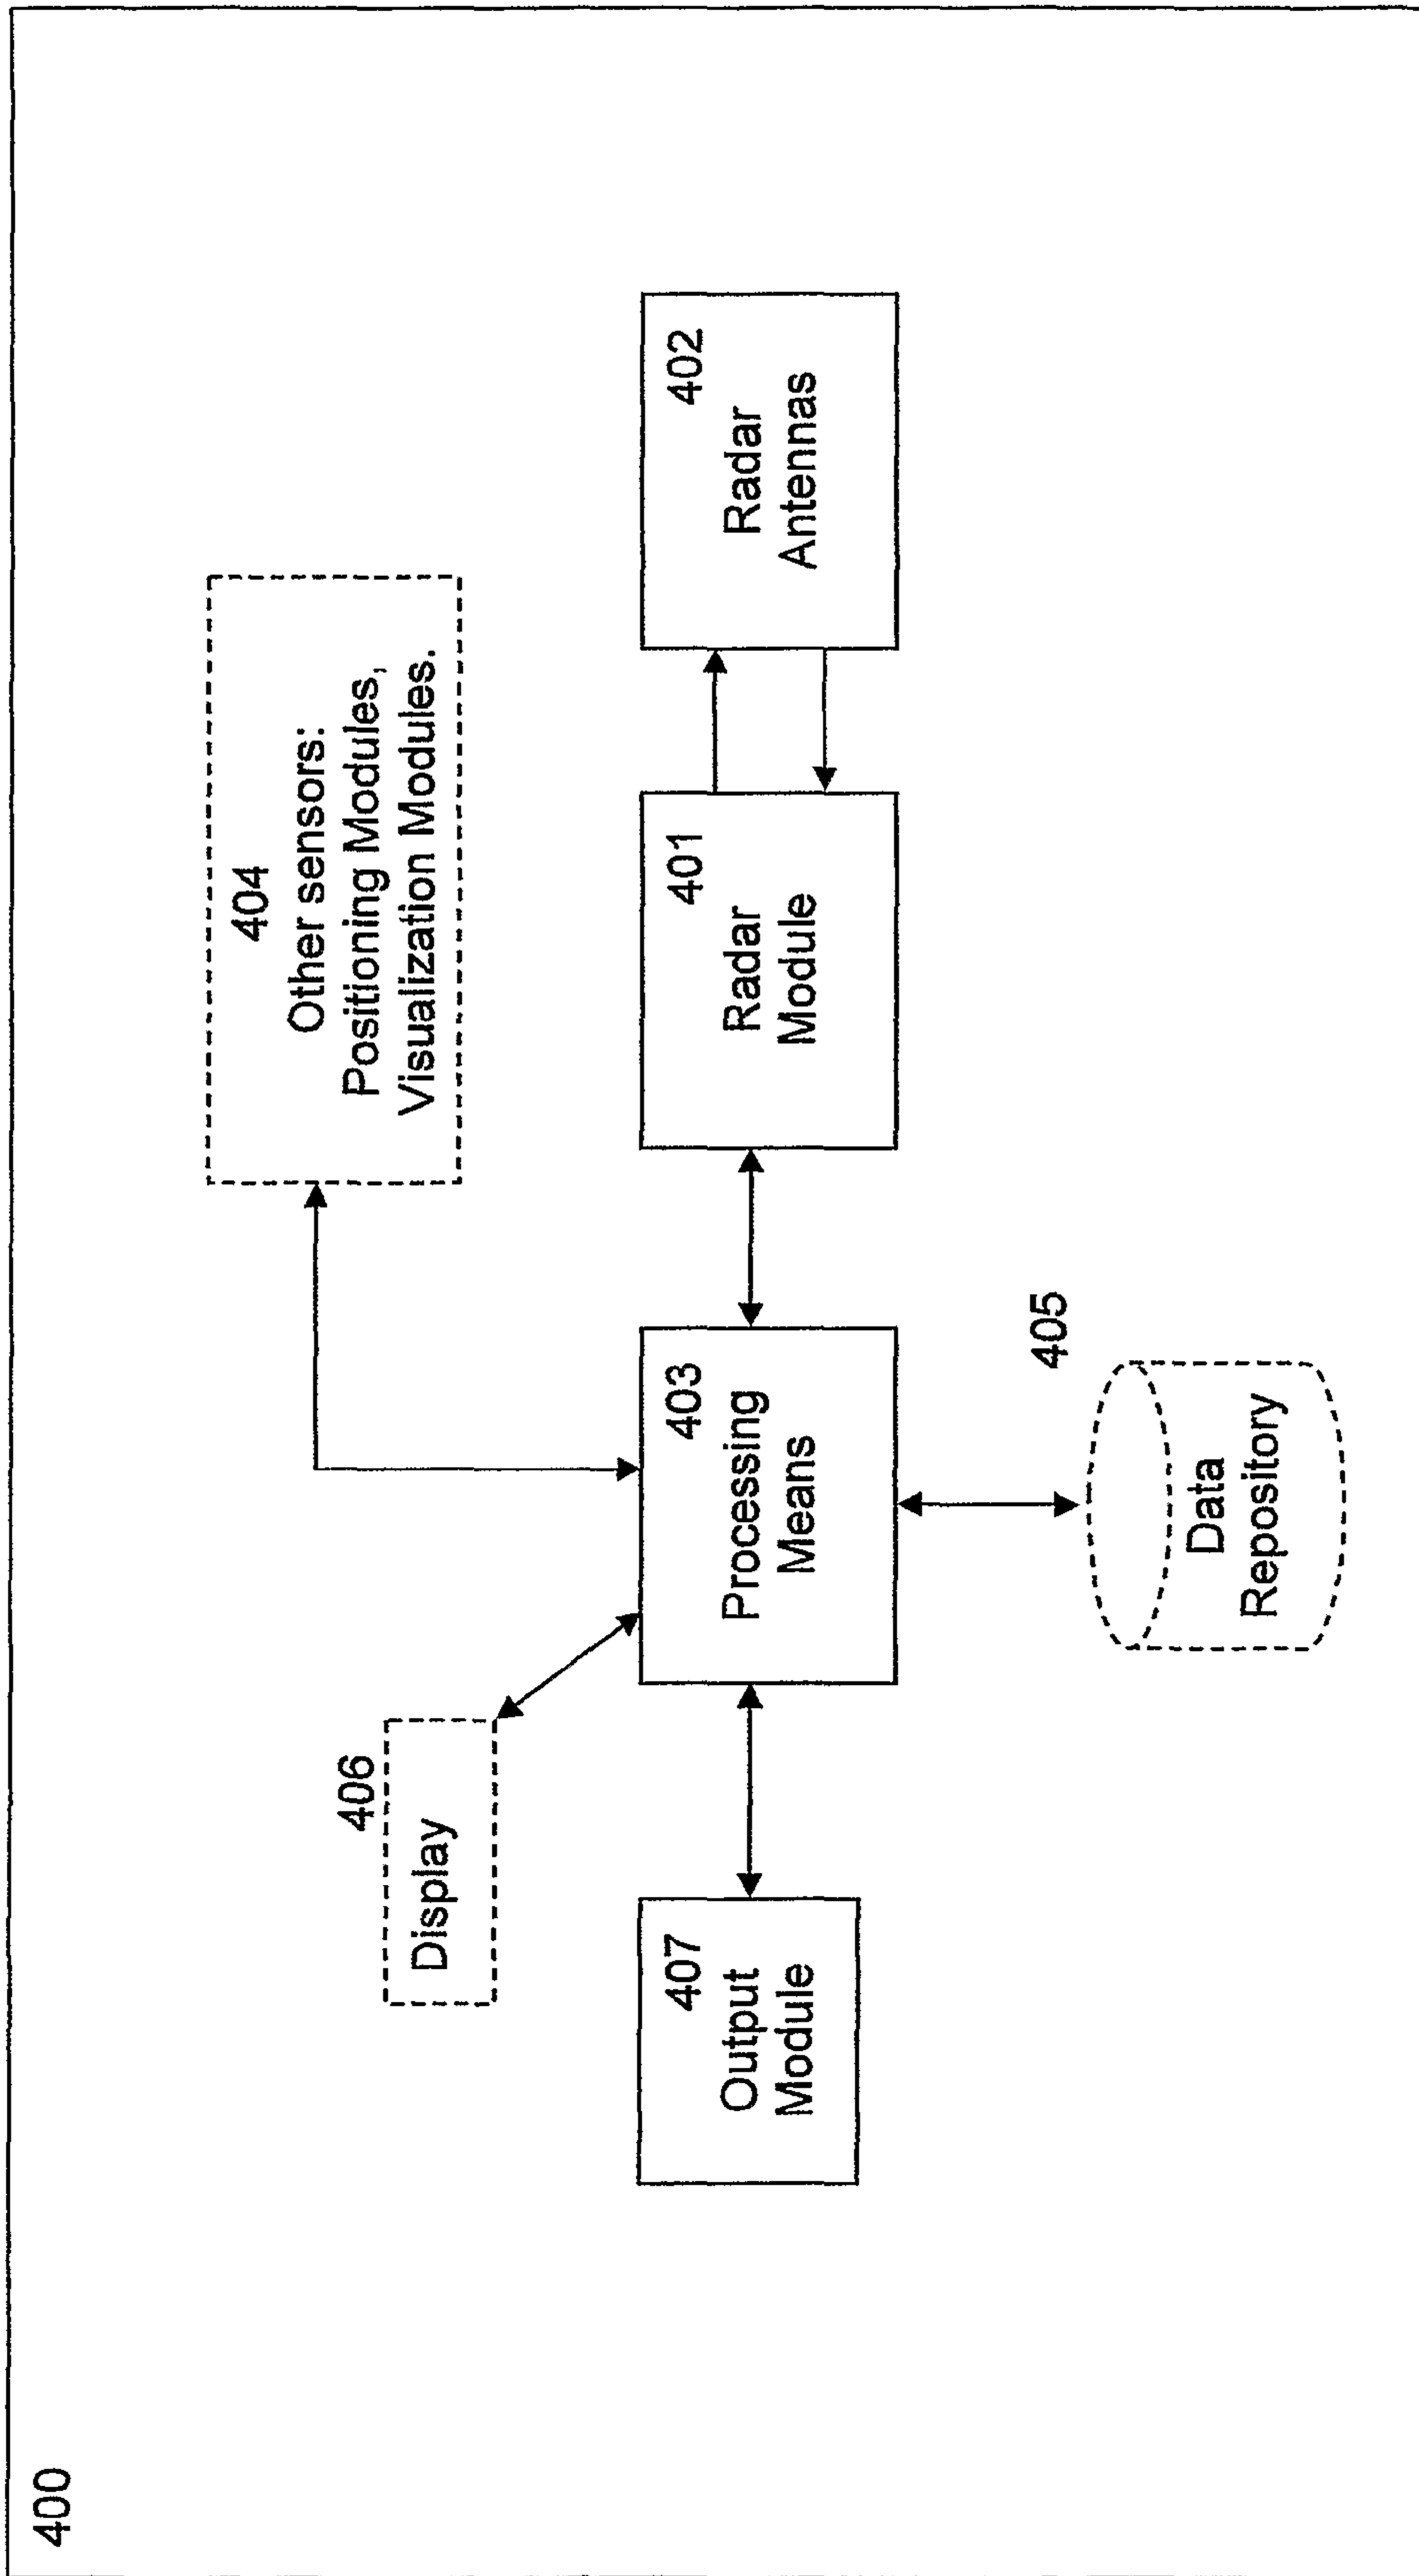 400
404
Other sensors:
Positioning Modules,
Visualization Modules.
406
Display
407
Output
Module
403
Processing
Means
401
Radar
Module
402
Radar
Antennas
405
Data
Repository